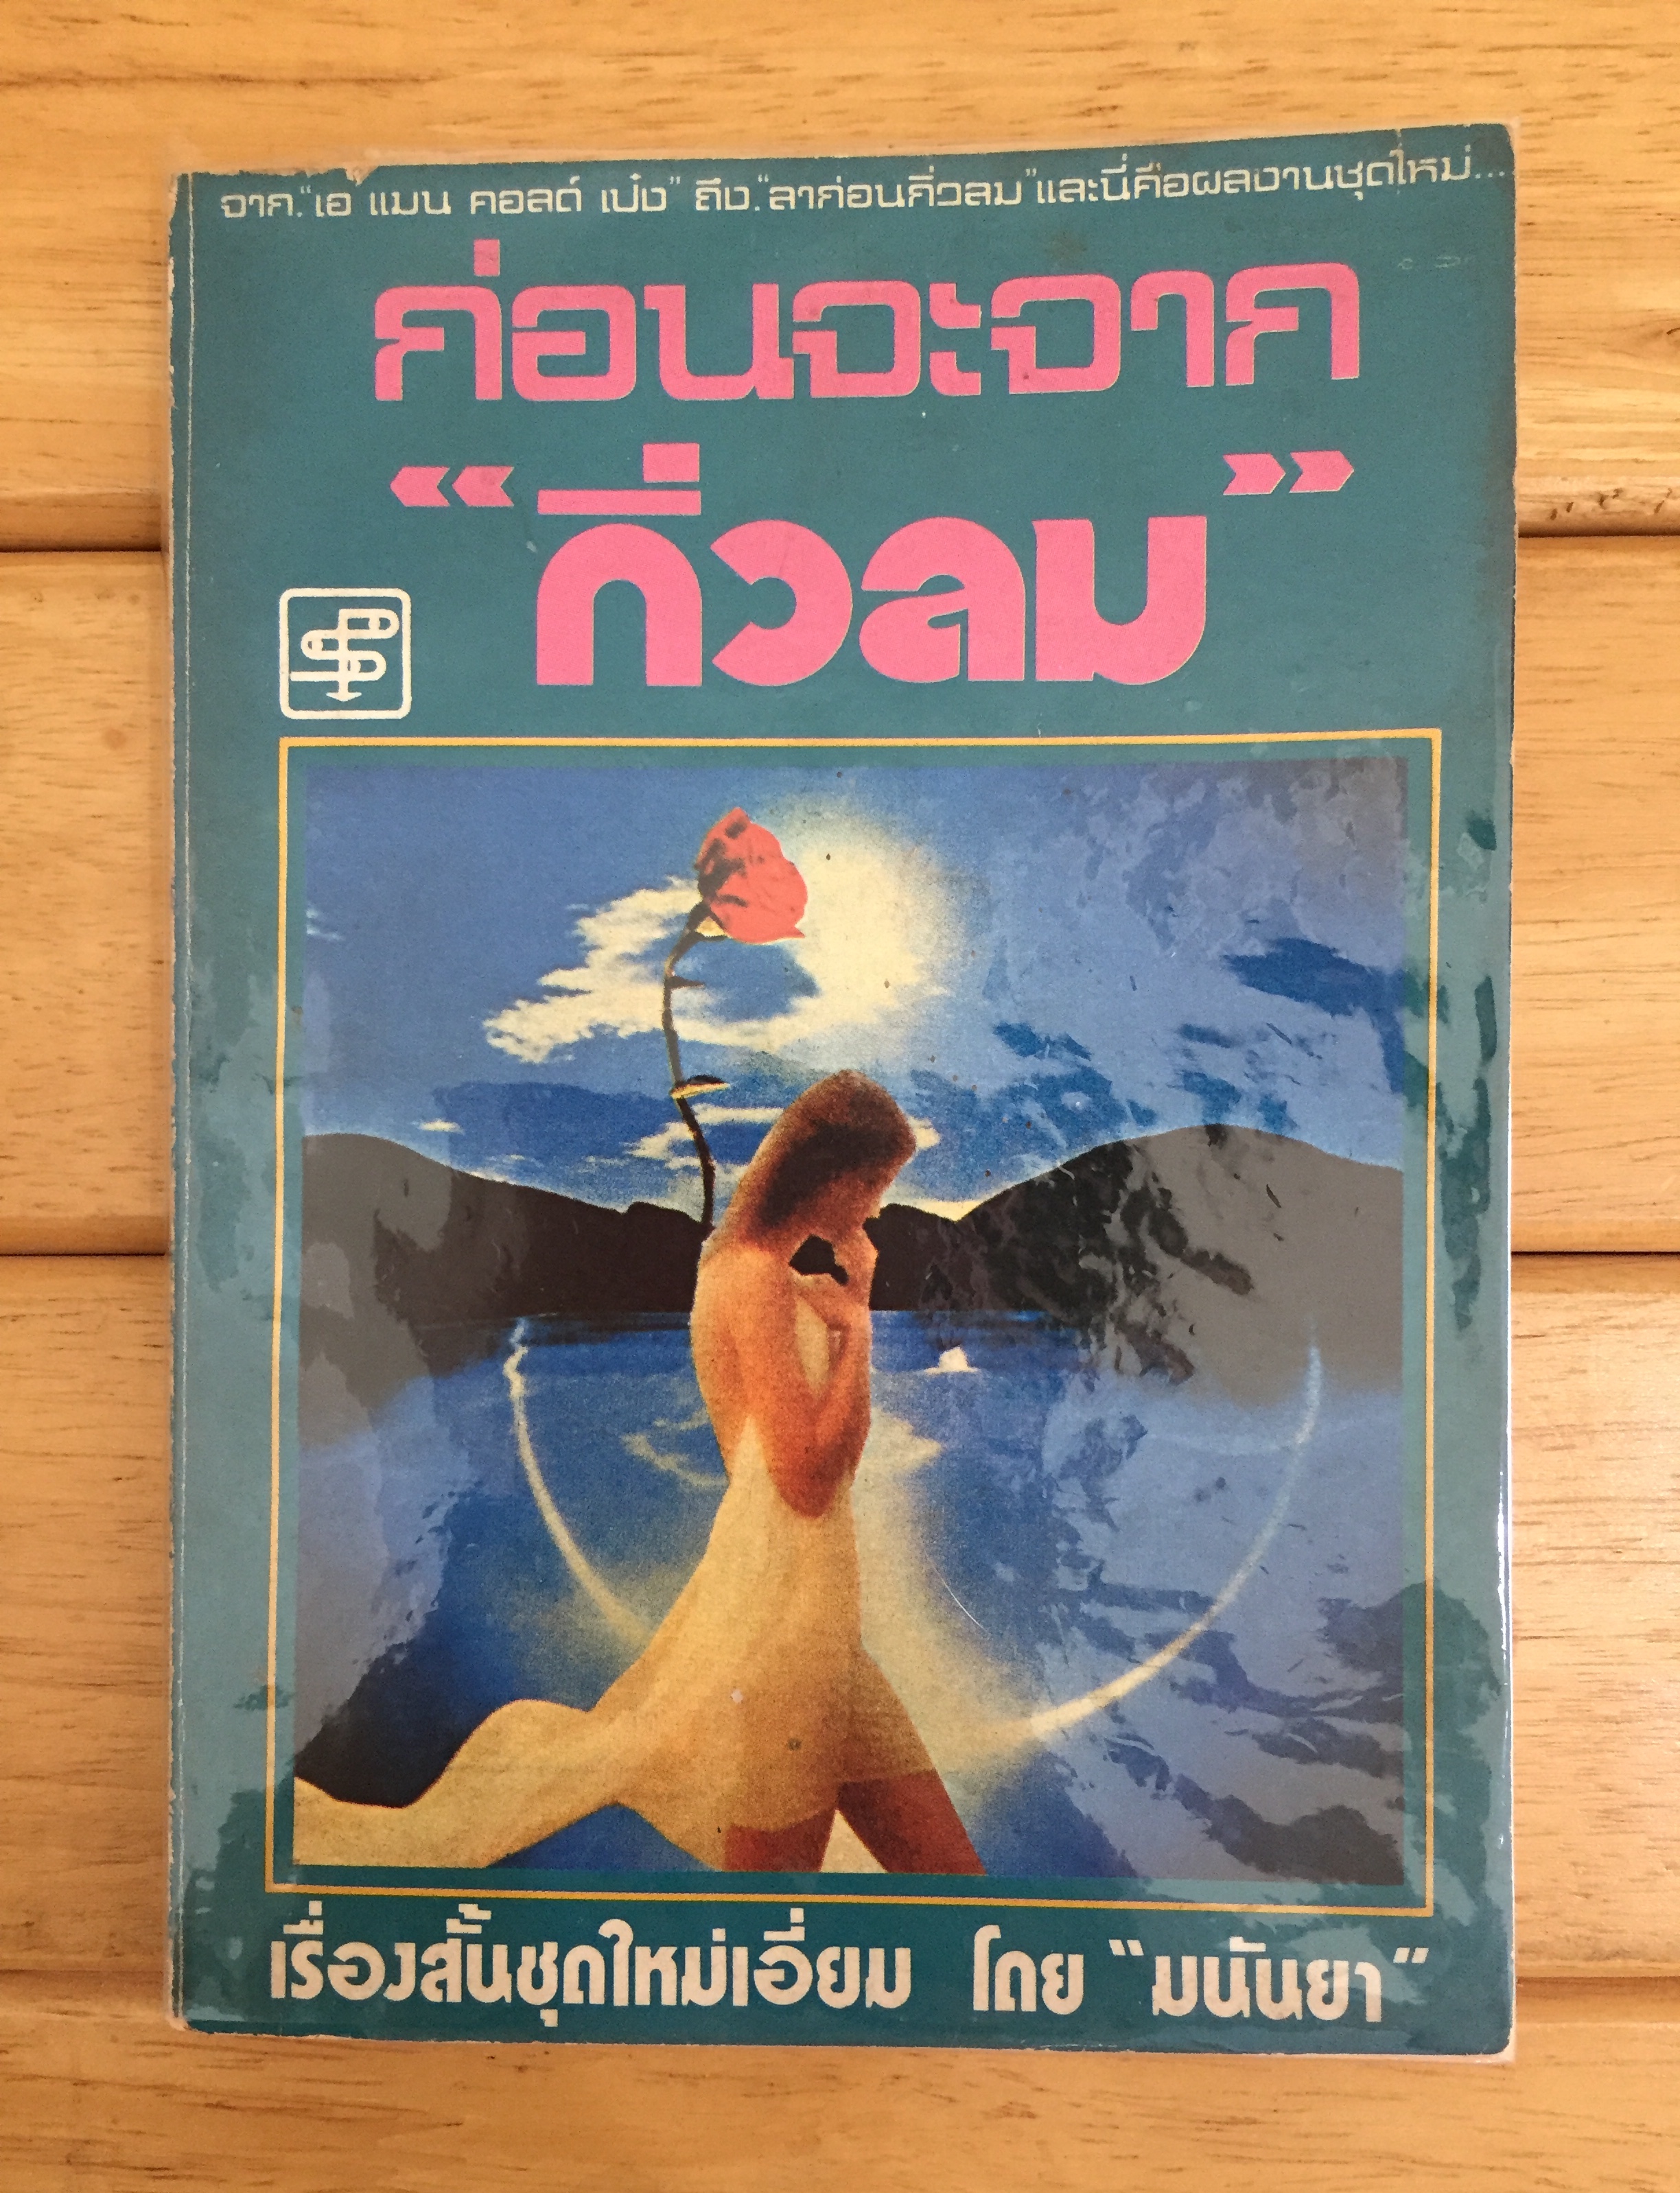 จาก.“เอ แมน คอลด์ เป๋ง” ถึง.“ลาก่อนกิ่วลม”และนี่คือผลงานชุดใหม่...
ก่อนจะจาก
“กิ่วลม”
เรื่องสั้นชุดใหม่เอี่ยม โดย “มนันยา”